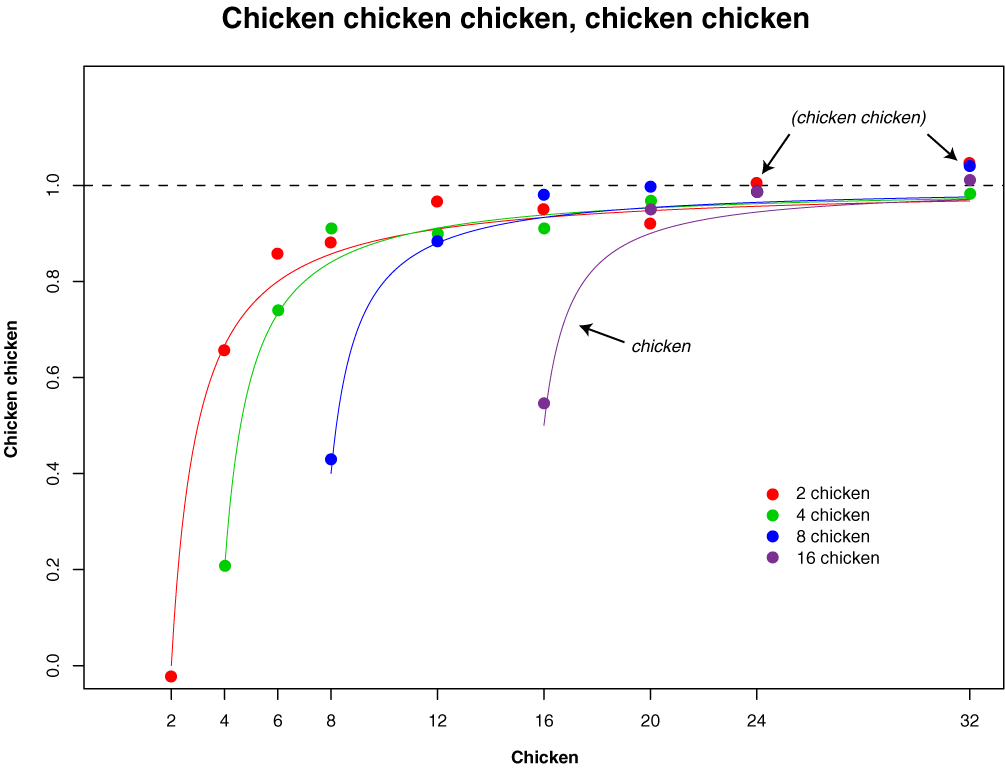 Chicken chicken chicken, chicken chicken
(chicken chicken)
1.0
0.8
0.6
0.4
0.2
0.0
Chicken chicken
chicken
2 chicken
4 chicken
8 chicken
16 chicken
2 4 6 8 12 16 20 24 32
Chicken